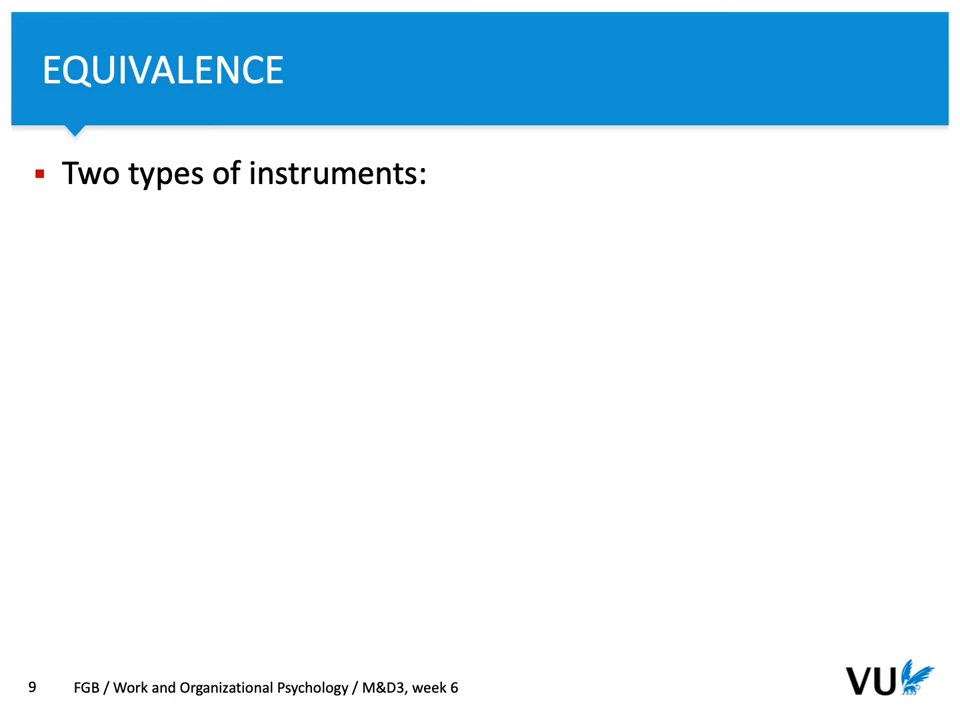 EQUIVALENCE
▪ Two types of instruments:
9 FGB / Work and Organizational Psychology / M&D3, week 6
VU